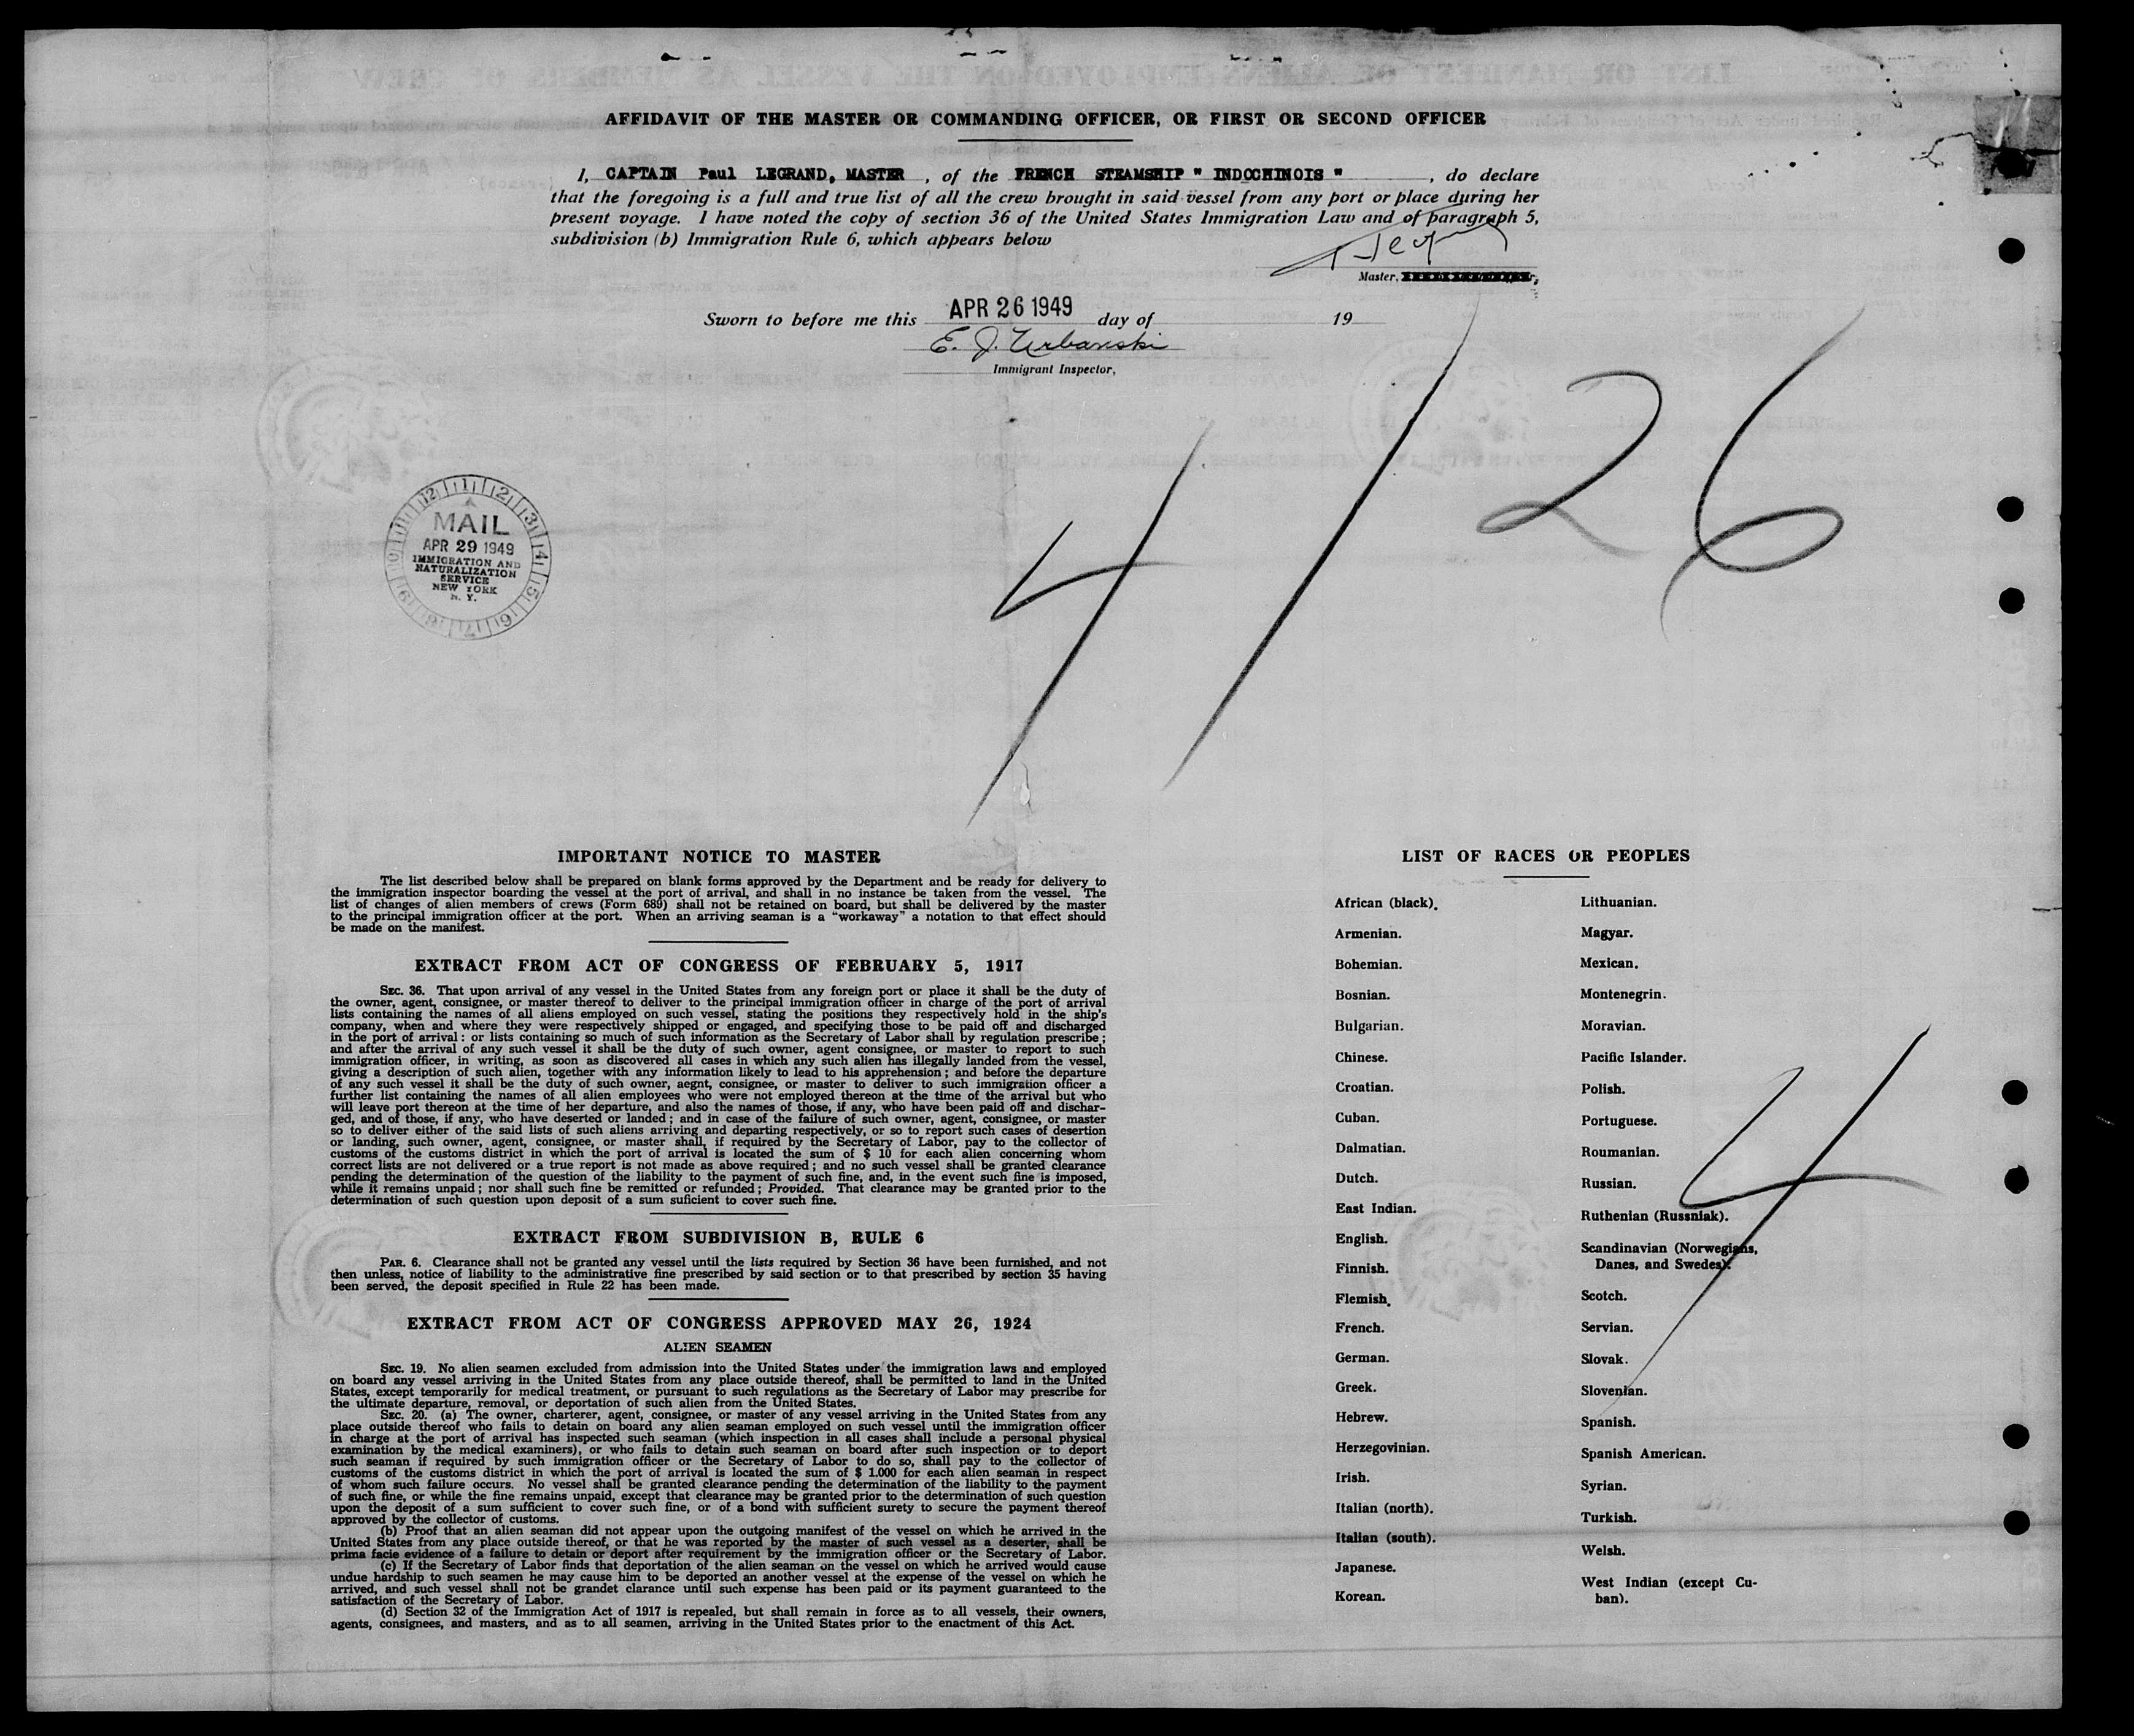 AFFIDAVIT OF THE MASTER OR COMMANDING OFFICER, OR FIRST OR SECOND OFFICER
I, CAPTAIN Paul LEGRAND, MASTER , of the FRENCH STEAMSHIP " INDOCHINOIS " , do declare
that the foregoing is a full and true list of all the crew brought in said vessel from any port or place during her
present voyage. I have noted the copy of section 36 of the United States Immigration Law and of paragraph 5,
subdivision (b) Immigration Rule 6, which appears below
Master,
Sworn to before me this APR 26 1949 day of 19
E. J. Urbanski
Immigrant Inspector,
4/26
12 1 2 3 4 5 6 7 8 9 10 11
MAIL
APR 29 1949
IMMIGRATION AND
NATURALIZATION
SERVICE
NEW YORK
N. Y.
IMPORTANT NOTICE TO MASTER
The list described below shall be prepared on blank forms approved by the Department and be ready for delivery to
the immigration inspector boarding the vessel at the port of arrival, and shall in no instance be taken from the vessel. The
list of changes of alien members of crews (Form 689) shall not be retained on board, but shall be delivered by the master
to the principal immigration officer at the port. When an arriving seaman is a “workaway” a notation to that effect should
be made on the manifest.
EXTRACT FROM ACT OF CONGRESS OF FEBRUARY 5, 1917
SEC. 36. That upon arrival of any vessel in the United States from any foreign port or place it shall be the duty of
the owner, agent, consignee, or master thereof to deliver to the principal immigration officer in charge of the port of arrival
lists containing the names of all aliens employed on such vessel, stating the positions they respectively hold in the ship's
company, when and where they were respectively shipped or engaged, and specifying those to be paid off and discharged
in the port of arrival : or lists containing so much of such information as the Secretary of Labor shall by regulation prescribe ;
and after the arrival of any such vessel it shall be the duty of such owner, agent consignee, or master to report to such
immigration officer, in writing, as soon as discovered all cases in which any such alien has illegally landed from the vessel,
giving a description of such alien, together with any information likely to lead to his apprehension ; and before the departure
of any such vessel it shall be the duty of such owner, aegnt, consignee, or master to deliver to such immigration officer a
further list containing the names of all alien employees who were not employed thereon at the time of the arrival but who
will leave port thereon at the time of her departure, and also the names of those, if any, who have been paid off and dischar-
ged, and of those, if any, who have deserted or landed ; and in case of the failure of such owner, agent, consignee, or master
so to deliver either of the said lists of such aliens arriving and departing respectively, or so to report such cases of desertion
or landing, such owner, agent, consignee, or master shall, if required by the Secretary of Labor, pay to the collector of
customs of the customs district in which the port of arrival is located the sum of $ 10 for each alien concerning whom
correct lists are not delivered or a true report is not made as above required ; and no such vessel shall be granted clearance
pending the determination of the question of the liability to the payment of such fine, and, in the event such fine is imposed,
while it remains unpaid ; nor shall such fine be remitted or refunded ; Provided. That clearance may be granted prior to the
determination of such question upon deposit of a sum suficient to cover such fine.
EXTRACT FROM SUBDIVISION B, RULE 6
PAR. 6. Clearance shall not be granted any vessel until the lists required by Section 36 have been furnished, and not
then unless, notice of liability to the administrative fine prescribed by said section or to that prescribed by section 35 having
been served, the deposit specified in Rule 22 has been made.
EXTRACT FROM ACT OF CONGRESS APPROVED MAY 26, 1924
ALIEN SEAMEN
SEC. 19. No alien seamen excluded from admission into the United States under the immigration laws and employed
on board any vessel arriving in the United States from any place outside thereof, shall be permitted to land in the United
States, except temporarily for medical treatment, or pursuant to such regulations as the Secretary of Labor may prescribe for
the ultimate departure, removal, or deportation of such alien from the United States.
SEC. 20. (a) The owner, charterer, agent, consignee, or master of any vessel arriving in the United States from any
place outside thereof who fails to detain on board any alien seaman employed on such vessel until the immigration officer
in charge at the port of arrival has inspected such seaman (which inspection in all cases shall include a personal physical
examination by the medical examiners), or who fails to detain such seaman on board after such inspection or to deport
such seaman if required by such immigration officer or the Secretary of Labor to do so, shall pay to the collector of
customs of the customs district in which the port of arrival is located the sum of $ 1.000 for each alien seaman in respect
of whom such failure occurs. No vessel shall be granted clearance pending the determination of the liability to the payment
of such fine, or while the fine remains unpaid, except that clearance may be granted prior to the determination of such question
upon the deposit of a sum sufficient to cover such fine, or of a bond with sufficient surety to secure the payment thereof
approved by the collector of customs.
(b) Proof that an alien seaman did not appear upon the outgoing manifest of the vessel on which he arrived in the
United States from any place outside thereof, or that he was reported by the master of such vessel as a deserter, shall be
prima facie evidence of a failure to detain or deport after requirement by the immigration officer or the Secretary of Labor.
(c) If the Secretary of Labor finds that deportation of the alien seaman on the vessel on which he arrived would cause
undue hardship to such seamen he may cause him to be deported an another vessel at the expense of the vessel on which he
arrived, and such vessel shall not be grandet clarance until such expense has been paid or its payment guaranteed to the
satisfaction of the Secretary of Labor.
(d) Section 32 of the Immigration Act of 1917 is repealed, but shall remain in force as to all vessels, their owners,
agents, consignees, and masters, and as to all seamen, arriving in the United States prior to the enactment of this Act.
LIST OF RACES OR PEOPLES
African (black).
Armenian.
Bohemian.
Bosnian.
Bulgarian.
Chinese.
Croatian.
Cuban.
Dalmatian.
Dutch.
East Indian.
English.
Finnish.
Flemish.
French.
German.
Greek.
Hebrew.
Herzegovinian.
Irish.
Italian (north).
Italian (south).
Japanese.
Korean.
Lithuanian.
Magyar.
Mexican.
Montenegrin.
Moravian.
Pacific Islander.
Polish.
Portuguese.
Roumanian.
Russian.
Ruthenian (Russniak).
Scandinavian (Norwegians,
Danes, and Swedes).
Scotch.
Servian.
Slovak.
Slovenian.
Spanish.
Spanish American.
Syrian.
Turkish.
Welsh.
West Indian (except Cu-
ban).
4